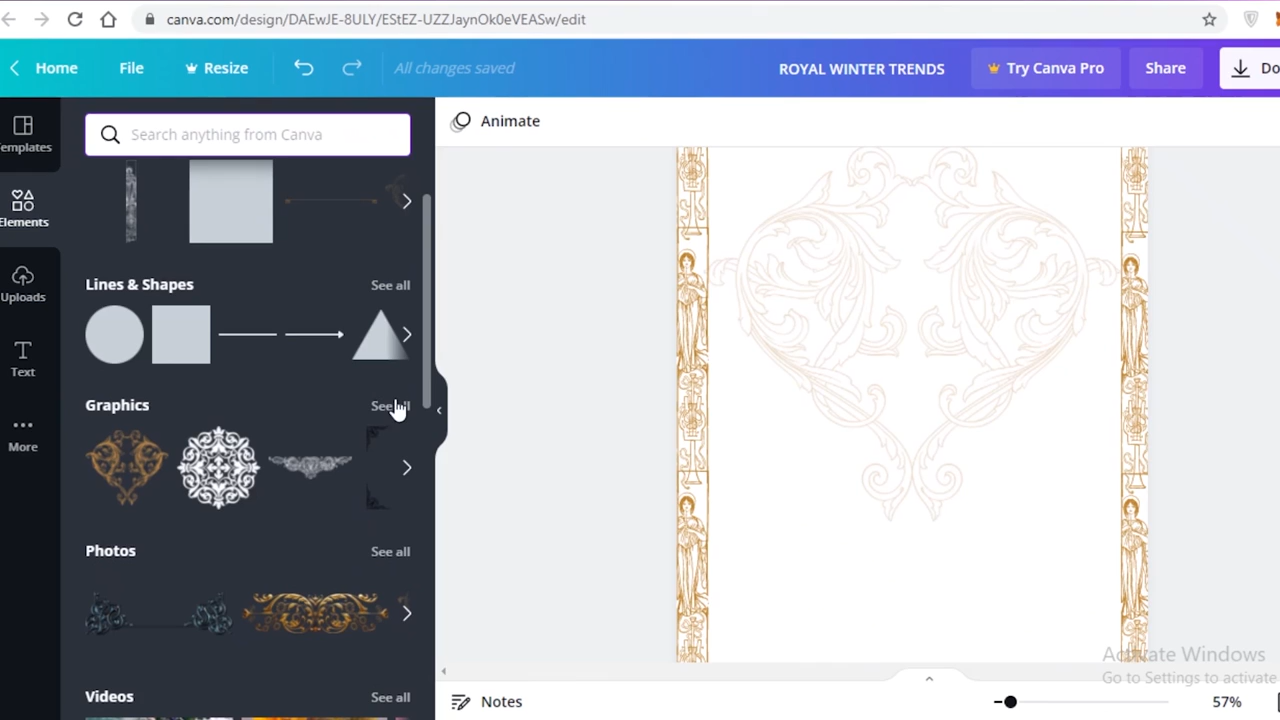 canva.com/design/DAEwJE-8ULY/EStEZ-UZZJaynOk0eVEASw/edit
Home File Resize All changes saved ROYAL WINTER TRENDS Try Canva Pro Share Do
Search anything from Canva
Animate
Templates
Elements
Uploads
Text
More
Lines & Shapes See all
Graphics See all
Photos See all
Videos See all
Activate Windows
Go to Settings to activate
Notes 57%